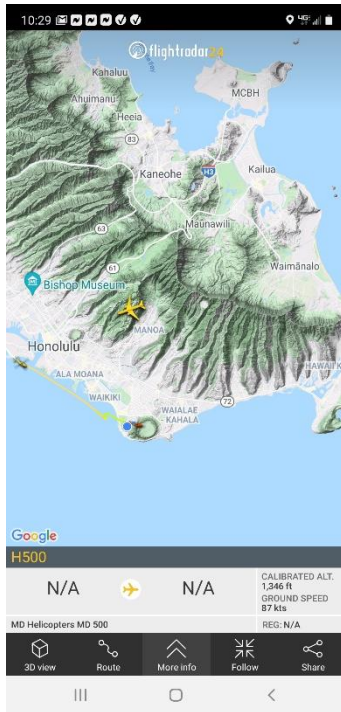 10:29
4G
flightradar24
Kahaluu
Ahuimanu
MCBH
Heeia
83
Kaneohe
H3
Kailua
63
Maunawili
61
Waimānalo
Bishop Museum
MANOA
Honolulu
ALA MOANA
HAWAII K
WAIKIKI
72
WAIALAE
KAHALA
Google
H500
N/A
N/A
CALIBRATED ALT.
1,346 ft
GROUND SPEED
87 kts
MD Helicopters MD 500
REG: N/A
3D view
Route
More info
Follow
Share